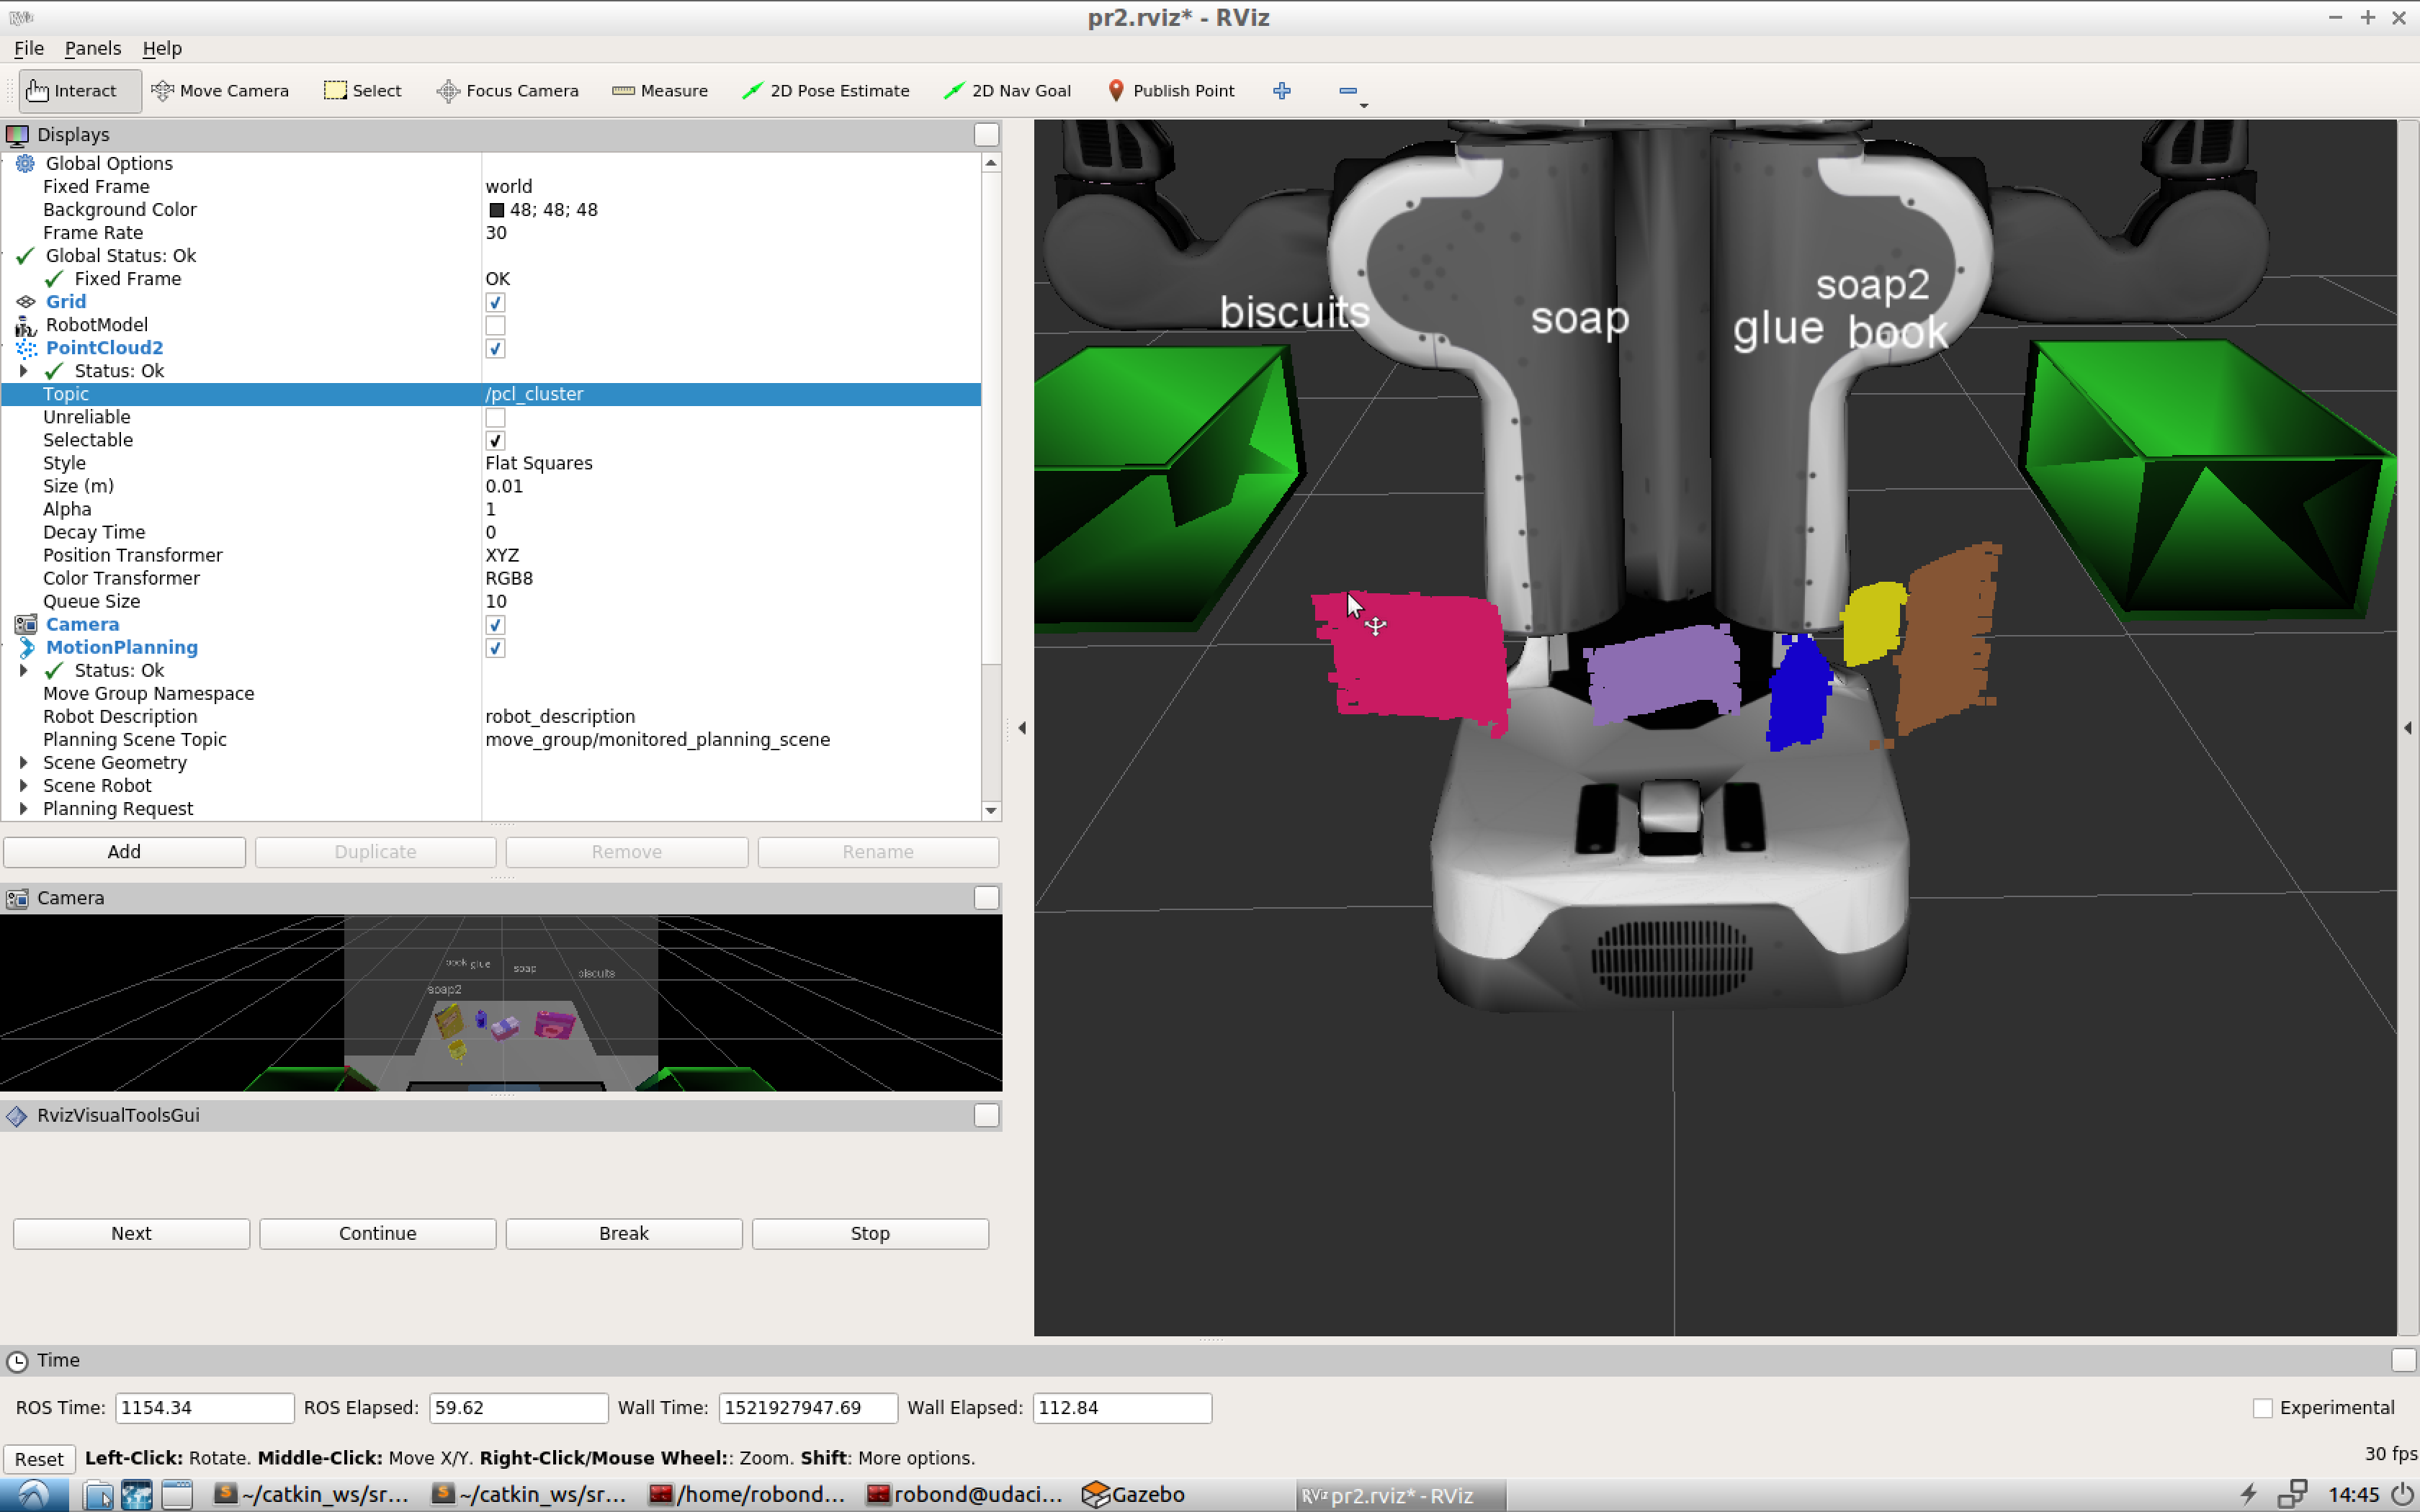 pr2.rviz* - RViz
File Panels Help
Interact Move Camera Select Focus Camera Measure 2D Pose Estimate 2D Nav Goal Publish Point
Displays
Global Options
Fixed Frame world
Background Color 48; 48; 48
Frame Rate 30
Global Status: Ok
Fixed Frame OK
Grid
RobotModel
PointCloud2
Status: Ok
Topic /pcl_cluster
Unreliable
Selectable
Style Flat Squares
Size (m) 0.01
Alpha 1
Decay Time 0
Position Transformer XYZ
Color Transformer RGB8
Queue Size 10
Camera
MotionPlanning
Status: Ok
Move Group Namespace
Robot Description robot_description
Planning Scene Topic move_group/monitored_planning_scene
Scene Geometry
Scene Robot
Planning Request
Add Duplicate Remove Rename
Camera
book glue soap biscuits
soap2
RvizVisualToolsGui
Next Continue Break Stop
soap2
biscuits soap glue book
Time
ROS Time: 1154.34 ROS Elapsed: 59.62 Wall Time: 1521927947.69 Wall Elapsed: 112.84 Experimental
Reset Left-Click: Rotate. Middle-Click: Move X/Y. Right-Click/Mouse Wheel:: Zoom. Shift: More options. 30 fps
~/catkin_ws/sr... ~/catkin_ws/sr... /home/robond... robond@udaci... Gazebo RViz pr2.rviz* - RViz 14:45